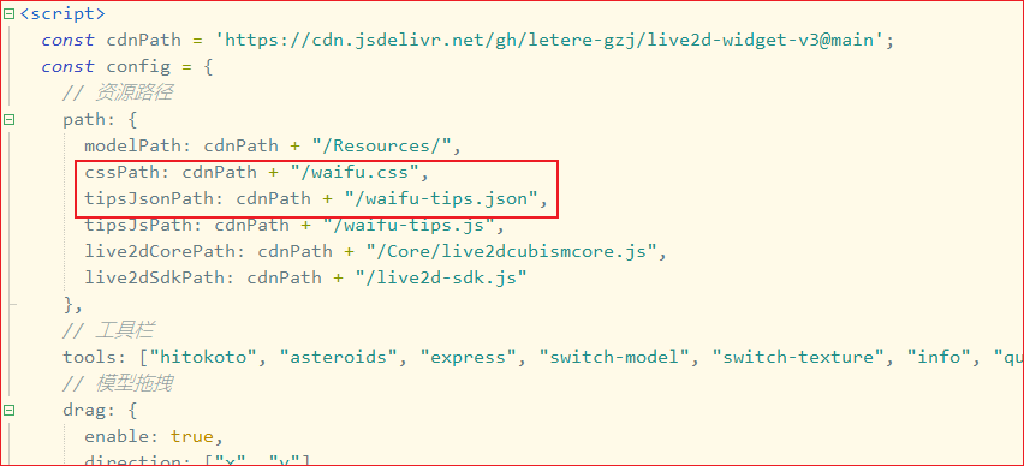 <script>
const cdnPath = 'https://cdn.jsdelivr.net/gh/letere-gzj/live2d-widget-v3@main';
const config = {
// 资源路径
path: {
modelPath: cdnPath + "/Resources/",
cssPath: cdnPath + "/waifu.css",
tipsJsonPath: cdnPath + "/waifu-tips.json",
tipsJsPath: cdnPath + "/waifu-tips.js",
live2dCorePath: cdnPath + "/Core/live2dcubismcore.js",
live2dSdkPath: cdnPath + "/live2d-sdk.js"
},
// 工具栏
tools: ["hitokoto", "asteroids", "express", "switch-model", "switch-texture", "info", "qu
// 模型拖拽
drag: {
enable: true,
direction: ["x", "y"]